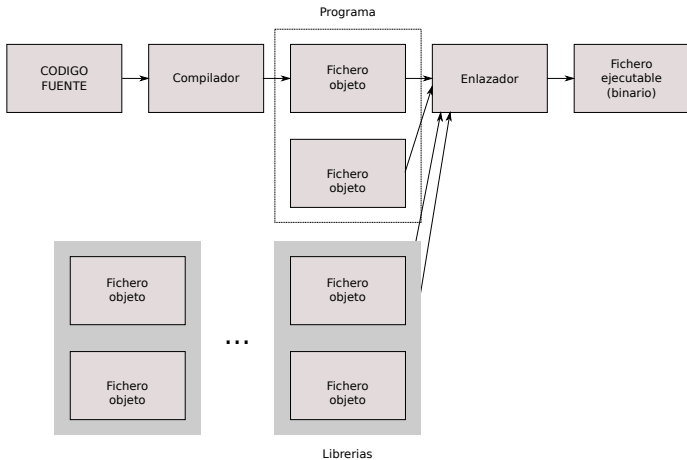 Programa
CODIGO
FUENTE
Compilador
Fichero
objeto
Enlazador
Fichero
ejecutable
(binario)
Fichero
objeto
Fichero
objeto
Fichero
objeto
...
Fichero
objeto
Fichero
objeto
Librerias